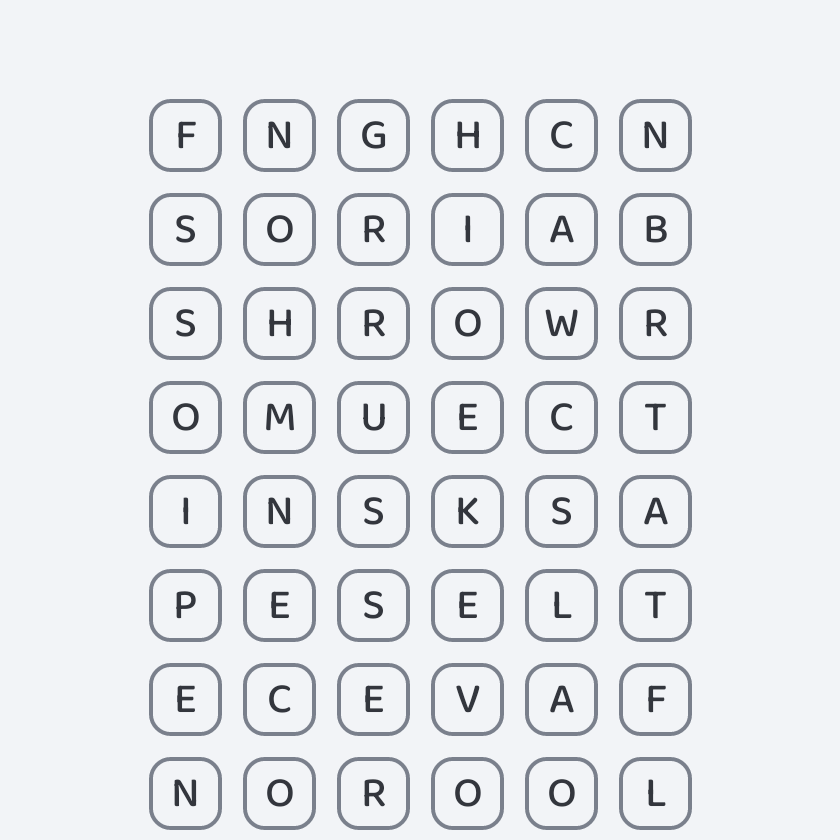 F N G H C N
S O R I A B
S H R O W R
O M U E C T
I N S K S A
P E S E L T
E C E V A F
N O R O O L